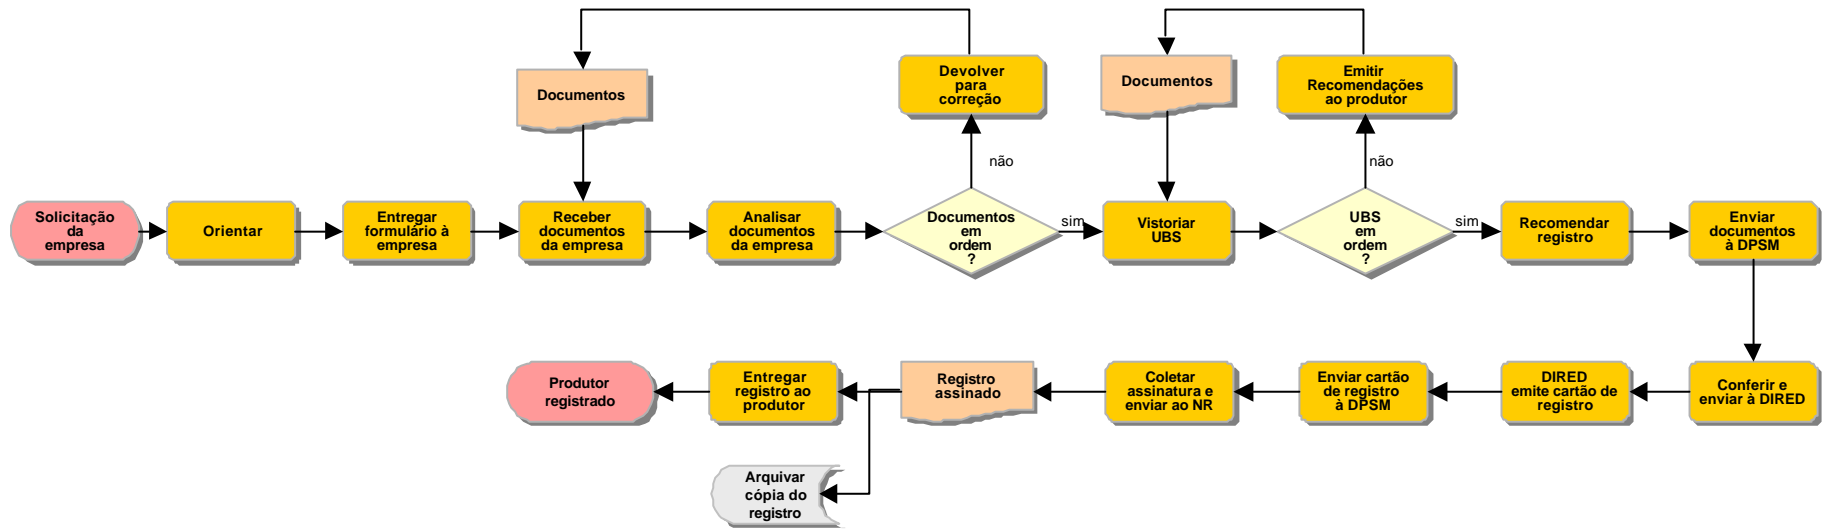 Documentos
Devolver
para
correção
Documentos
Emitir
Recomendações
ao produtor
não
não
Solicitação
da
empresa
Orientar
Entregar
formulário à
empresa
Receber
documentos
da empresa
Analisar
documentos
da empresa
Documentos
em
ordem
?
sim
Vistoriar
UBS
UBS
em
ordem
?
sim
Recomendar
registro
Enviar
documentos
à DPSM
Produtor
registrado
Entregar
registro ao
produtor
Registro
assinado
Coletar
assinatura e
enviar ao NR
Enviar cartão
de registro
à DPSM
DIRED
emite cartão de
registro
Conferir e
enviar à DIRED
Arquivar
cópia do
registro